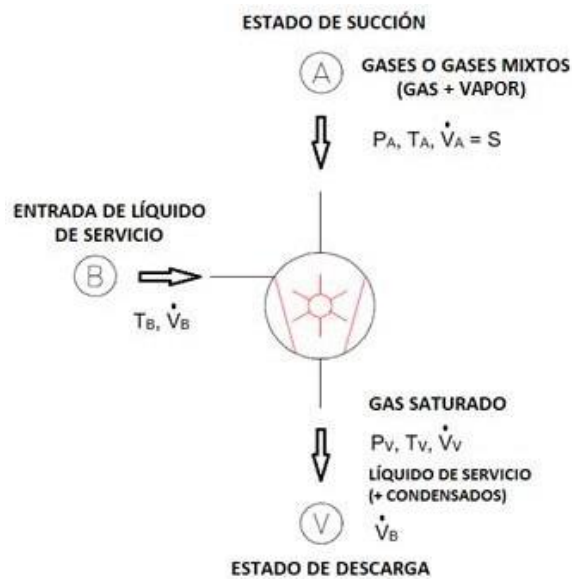 ESTADO DE SUCCIÓN
A
GASES O GASES MIXTOS
(GAS + VAPOR)
PA, TA, V̇A = S
ENTRADA DE LÍQUIDO
DE SERVICIO
B
TB, V̇B
GAS SATURADO
PV, TV, V̇V
LÍQUIDO DE SERVICIO
(+ CONDENSADOS)
V
V̇B
ESTADO DE DESCARGA